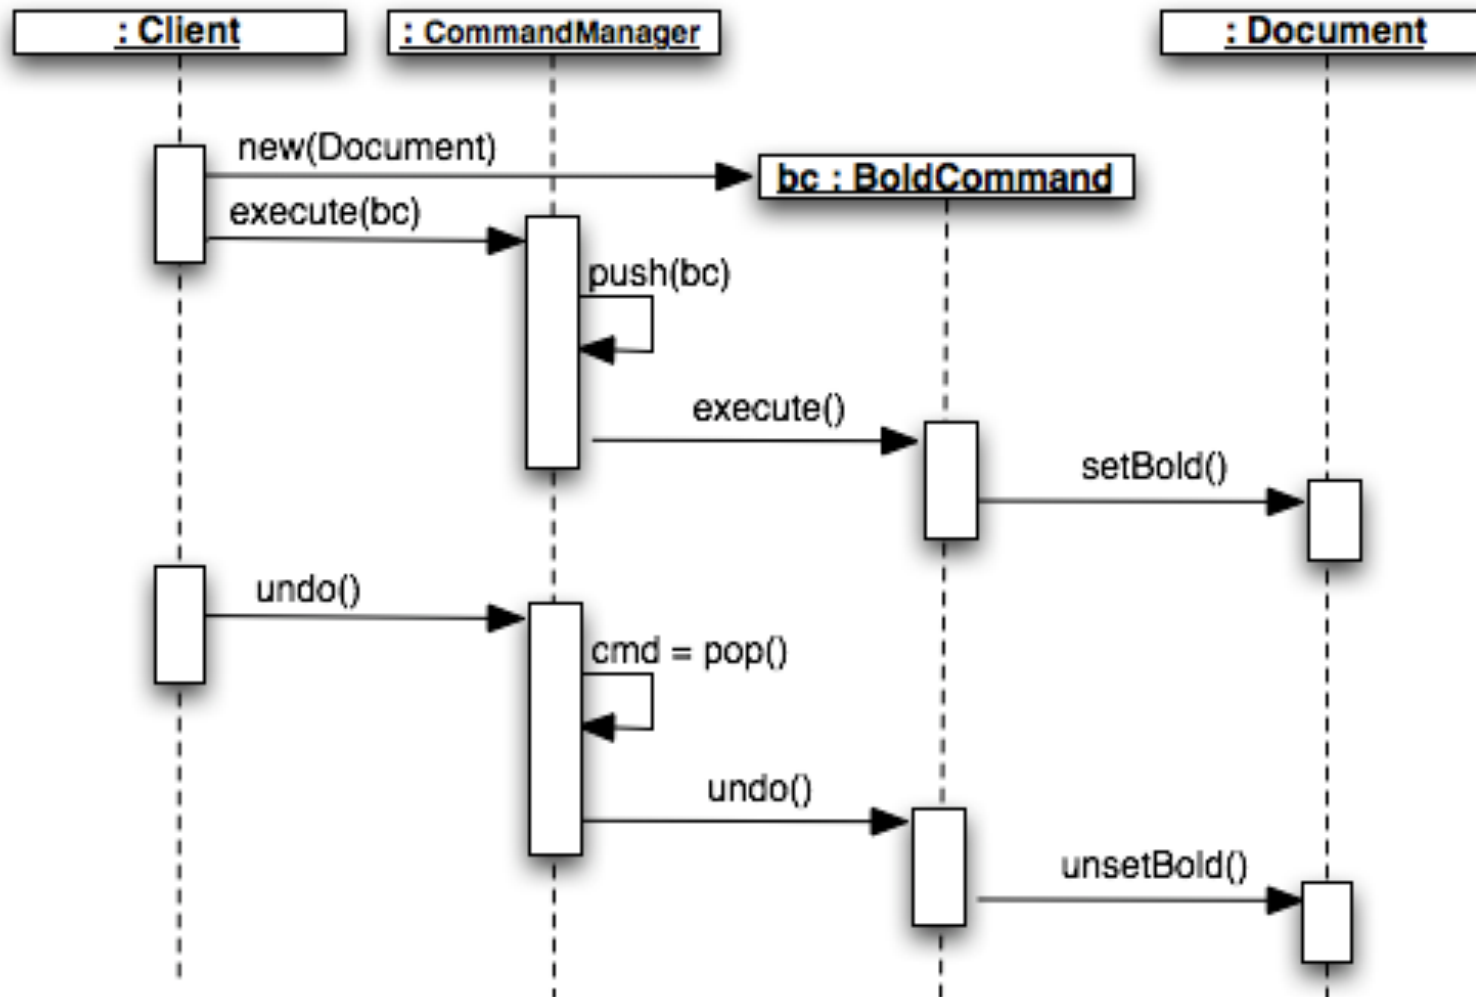 : Client
: CommandManager
: Document
new(Document)
bc : BoldCommand
execute(bc)
push(bc)
execute()
setBold()
undo()
cmd = pop()
undo()
unsetBold()